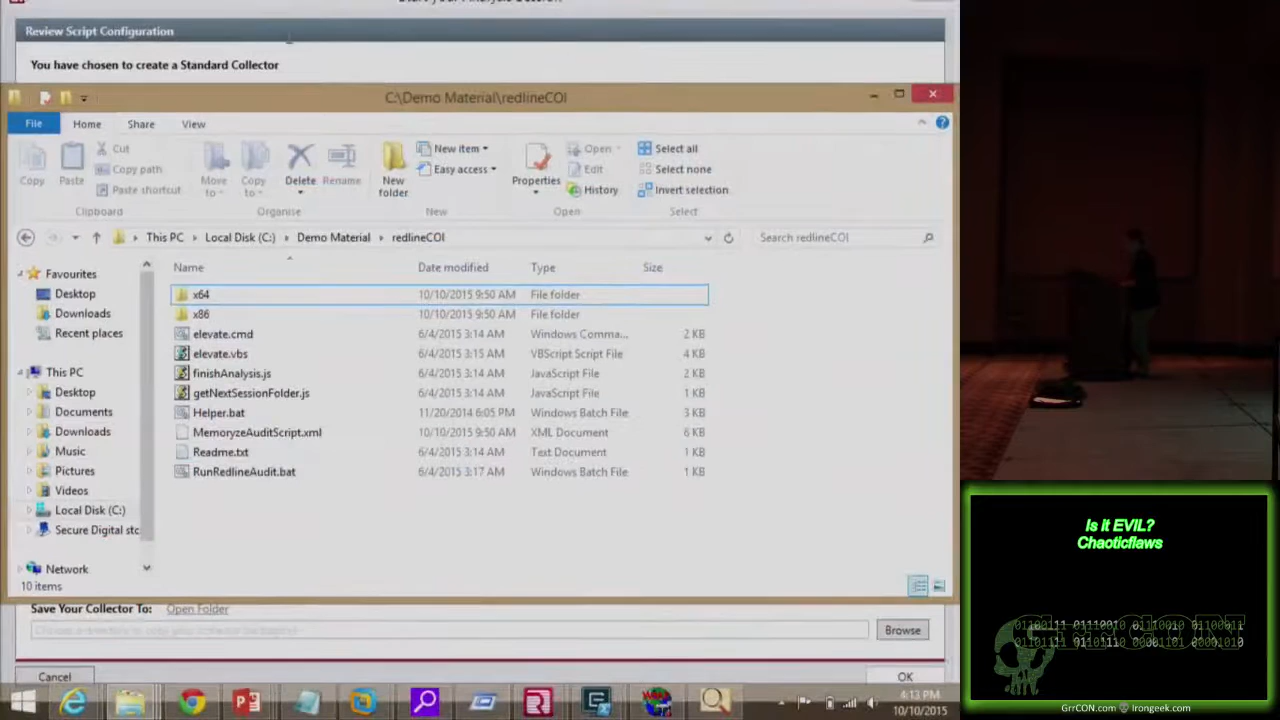 Review Script Configuration
You have chosen to create a Standard Collector
C:\Demo Material\redlineCOI
File Home Share View
Copy
Paste
Cut
Copy path
Paste shortcut
Clipboard
Move to
Copy to
Delete
Rename
Organise
New folder
New item
Easy access
New
Properties
Open
Edit
History
Open
Select all
Select none
Invert selection
Select
This PC Local Disk (C:) Demo Material redlineCOI
Search redlineCOI
Favourites
Desktop
Downloads
Recent places
This PC
Desktop
Documents
Downloads
Music
Pictures
Videos
Local Disk (C:)
Secure Digital stc
Network
Name Date modified Type Size
x64 10/10/2015 9:50 AM File folder
x86 10/10/2015 9:50 AM File folder
elevate.cmd 6/4/2015 3:14 AM Windows Comma... 2 KB
elevate.vbs 6/4/2015 3:15 AM VBScript Script File 4 KB
finishAnalysis.js 6/4/2015 3:14 AM JavaScript File 2 KB
getNextSessionFolder.js 6/4/2015 3:14 AM JavaScript File 1 KB
Helper.bat 11/20/2014 6:05 PM Windows Batch File 3 KB
MemoryzeAuditScript.xml 10/10/2015 9:50 AM XML Document 6 KB
Readme.txt 6/4/2015 3:14 AM Text Document 1 KB
RunRedlineAudit.bat 6/4/2015 3:17 AM Windows Batch File 1 KB
10 items
Save Your Collector To: Open Folder
Browse
Cancel
OK
4:13 PM
10/10/2015
Is it EVIL?
Chaoticflaws
GrrCON
01100111 01110010 01110010 01100011
01101111 01101110 00001101 00001010
GrrCON.com Irongeek.com